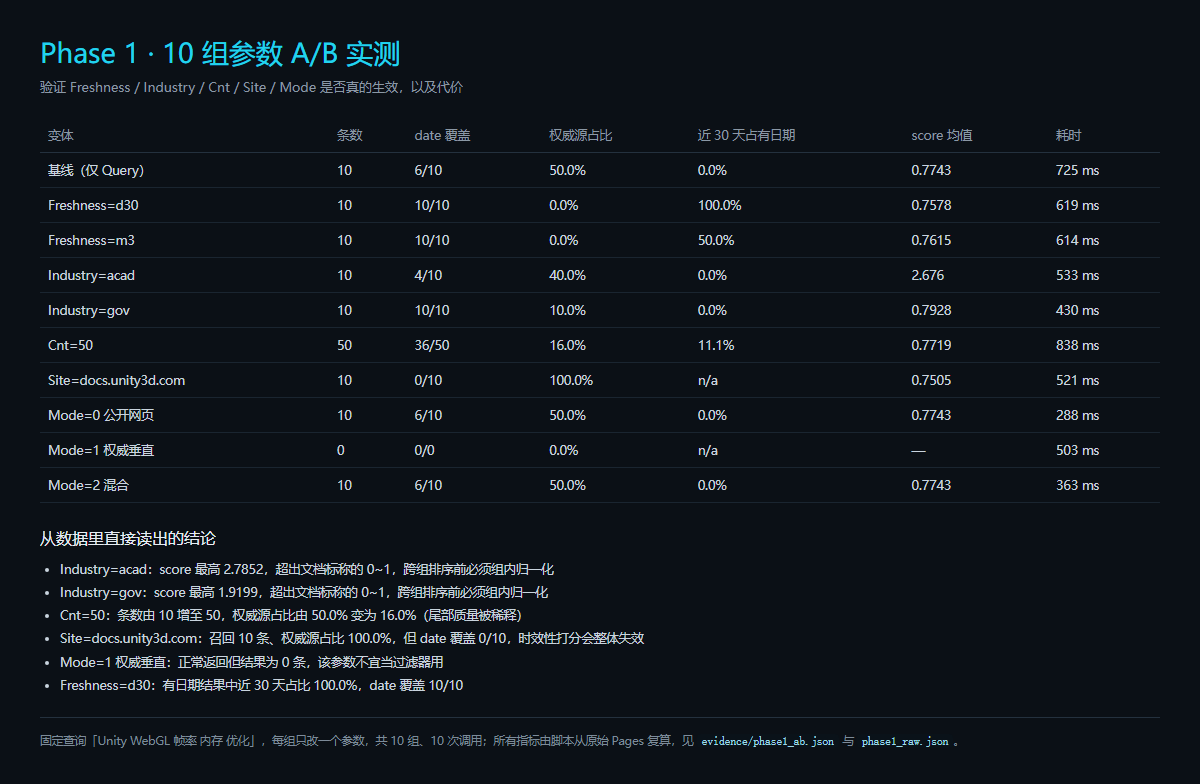 Phase 1 · 10 组参数 A/B 实测
验证 Freshness / Industry / Cnt / Site / Mode 是否真的生效，以及代价
变体 条数 date 覆盖 权威源占比 近 30 天占有日期 score 均值 耗时
基线（仅 Query） 10 6/10 50.0% 0.0% 0.7743 725 ms
Freshness=d30 10 10/10 0.0% 100.0% 0.7578 619 ms
Freshness=m3 10 10/10 0.0% 50.0% 0.7615 614 ms
Industry=acad 10 4/10 40.0% 0.0% 2.676 533 ms
Industry=gov 10 10/10 10.0% 0.0% 0.7928 430 ms
Cnt=50 50 36/50 16.0% 11.1% 0.7719 838 ms
Site=docs.unity3d.com 10 0/10 100.0% n/a 0.7505 521 ms
Mode=0 公开网页 10 6/10 50.0% 0.0% 0.7743 288 ms
Mode=1 权威垂直 0 0/0 0.0% n/a — 503 ms
Mode=2 混合 10 6/10 50.0% 0.0% 0.7743 363 ms
从数据里直接读出的结论
• Industry=acad：score 最高 2.7852，超出文档标称的 0~1，跨组排序前必须组内归一化
• Industry=gov：score 最高 1.9199，超出文档标称的 0~1，跨组排序前必须组内归一化
• Cnt=50：条数由 10 增至 50，权威源占比由 50.0% 变为 16.0%（尾部质量被稀释）
• Site=docs.unity3d.com：召回 10 条、权威源占比 100.0%，但 date 覆盖 0/10，时效性打分会整体失效
• Mode=1 权威垂直：正常返回但结果为 0 条，该参数不宜当过滤器用
• Freshness=d30：有日期结果中近 30 天占比 100.0%，date 覆盖 10/10
固定查询「Unity WebGL 帧率 内存 优化」，每组只改一个参数，共 10 组、10 次调用；所有指标由脚本从原始 Pages 复算，见 evidence/phase1_ab.json 与 phase1_raw.json 。